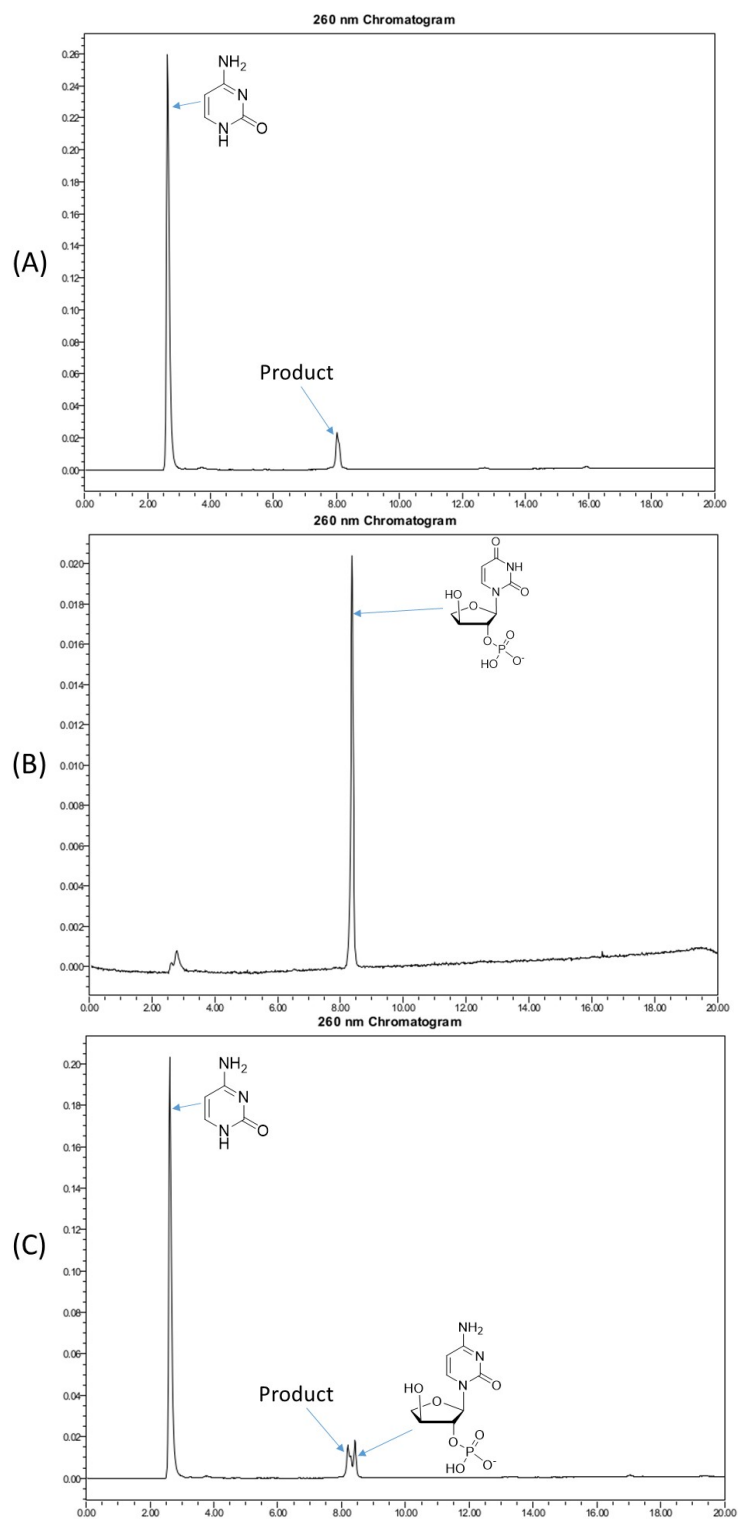 260 nm Chromatogram
(A)
0.26
0.24
0.22
0.20
0.18
0.16
0.14
0.12
0.10
0.08
0.06
0.04
0.02
0.00
NH2
N
N
H
O
Product
0.00 2.00 4.00 6.00 8.00 10.00 12.00 14.00 16.00 18.00 20.00
260 nm Chromatogram
(B)
0.020
0.018
0.016
0.014
0.012
0.010
0.008
0.006
0.004
0.002
0.000
O
NH
N O
HO O
O O
P
HO O-
0.00 2.00 4.00 6.00 8.00 10.00 12.00 14.00 16.00 18.00 20.00
260 nm Chromatogram
(C)
0.20
0.18
0.16
0.14
0.12
0.10
0.08
0.06
0.04
0.02
0.00
NH2
N
N
H
O
Product
NH2
N
N O
HO O
O O
P
HO O-
0.00 2.00 4.00 6.00 8.00 10.00 12.00 14.00 16.00 18.00 20.00